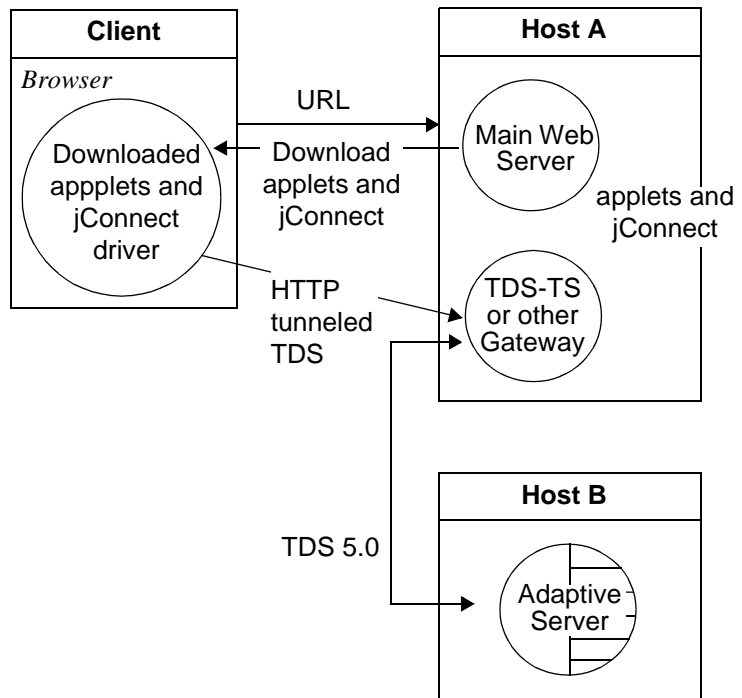 Client
Browser
Downloaded
appplets and
jConnect
driver
URL
Download
applets and
jConnect
HTTP
tunneled
TDS
Host A
Main Web
Server
applets and
jConnect
TDS-TS
or other
Gateway
TDS 5.0
Host B
Adaptive
Server